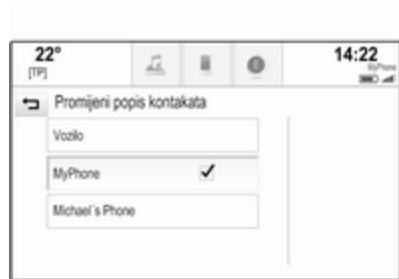 22°
14:22
[TP]
MyPhone
Promijeni popis kontakata
Vozilo
MyPhone
Michael´s Phone